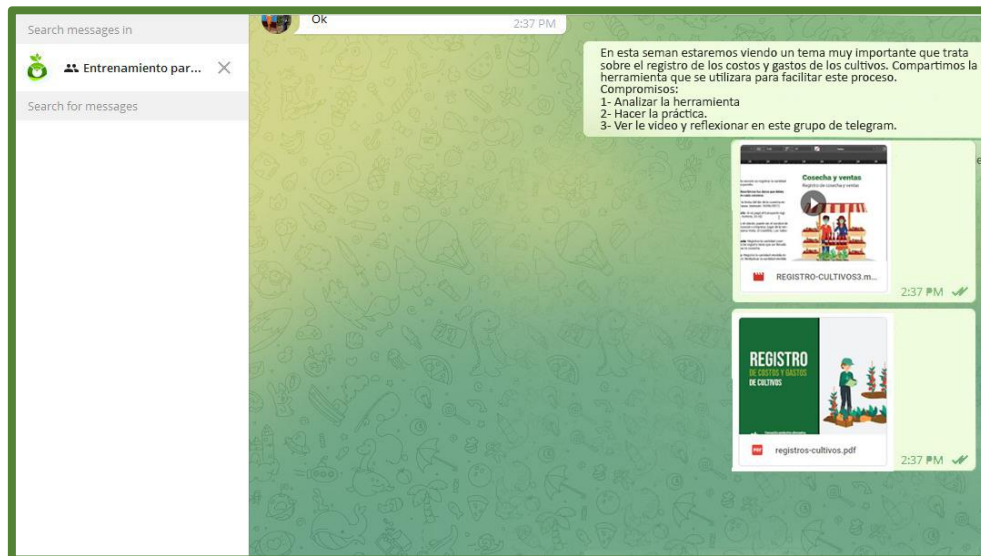 Search messages in
Entrenamiento par...
Search for messages
Ok
2:37 PM
En esta seman estaremos viendo un tema muy importante que trata
sobre el registro de los costos y gastos de los cultivos. Compartimos la
herramienta que se utilizara para facilitar este proceso.
Compromisos:
1- Analizar la herramienta
2- Hacer la práctica.
3- Ver le video y reflexionar en este grupo de telegram.
Cosecha y ventas
Registro de cosecha y ventas
REGISTRO-CULTIVOS3.m...
2:37 PM
REGISTRO
DE COSTOS Y GASTOS
DE CULTIVOS
PDF
registros-cultivos.pdf
2:37 PM